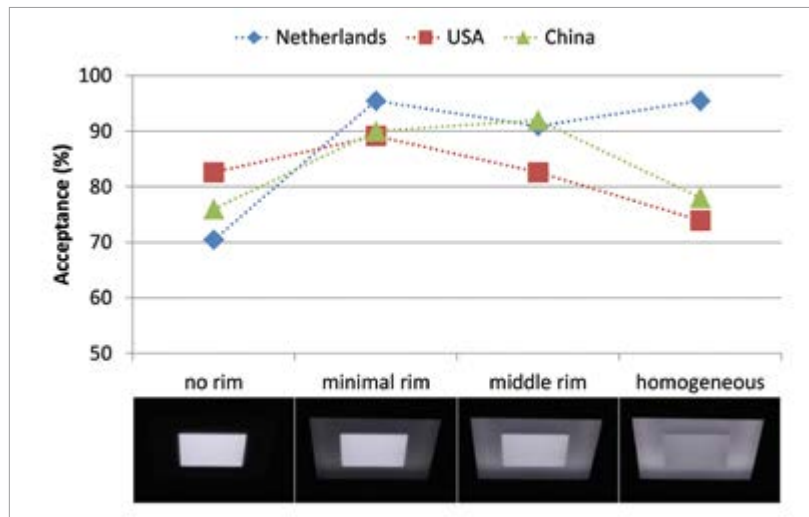 Netherlands USA China
100
90
80
70
60
50
Acceptance (%)
no rim minimal rim middle rim homogeneous